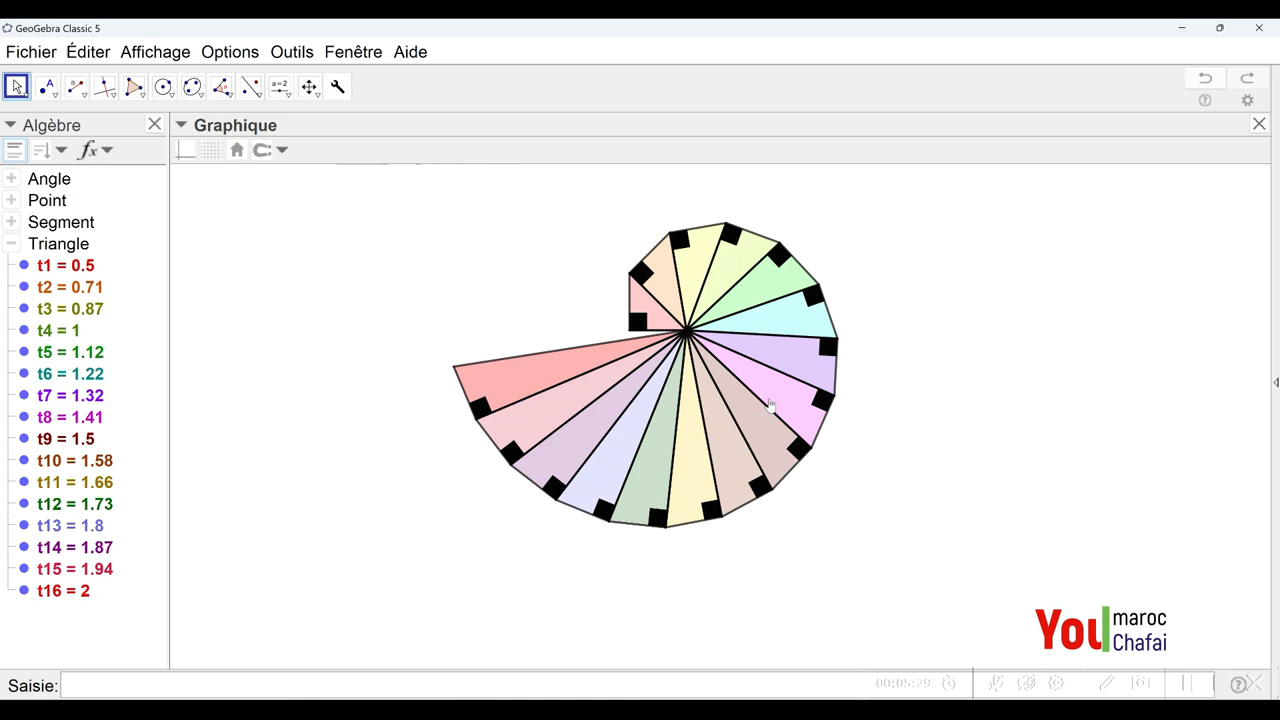 GeoGebra Classic 5
Fichier Éditer Affichage Options Outils Fenêtre Aide
Algèbre
Graphique
Angle
Point
Segment
Triangle
t1 = 0.5
t2 = 0.71
t3 = 0.87
t4 = 1
t5 = 1.12
t6 = 1.22
t7 = 1.32
t8 = 1.41
t9 = 1.5
t10 = 1.58
t11 = 1.66
t12 = 1.73
t13 = 1.8
t14 = 1.87
t15 = 1.94
t16 = 2
You maroc
Chafai
Saisie:
00:05:29